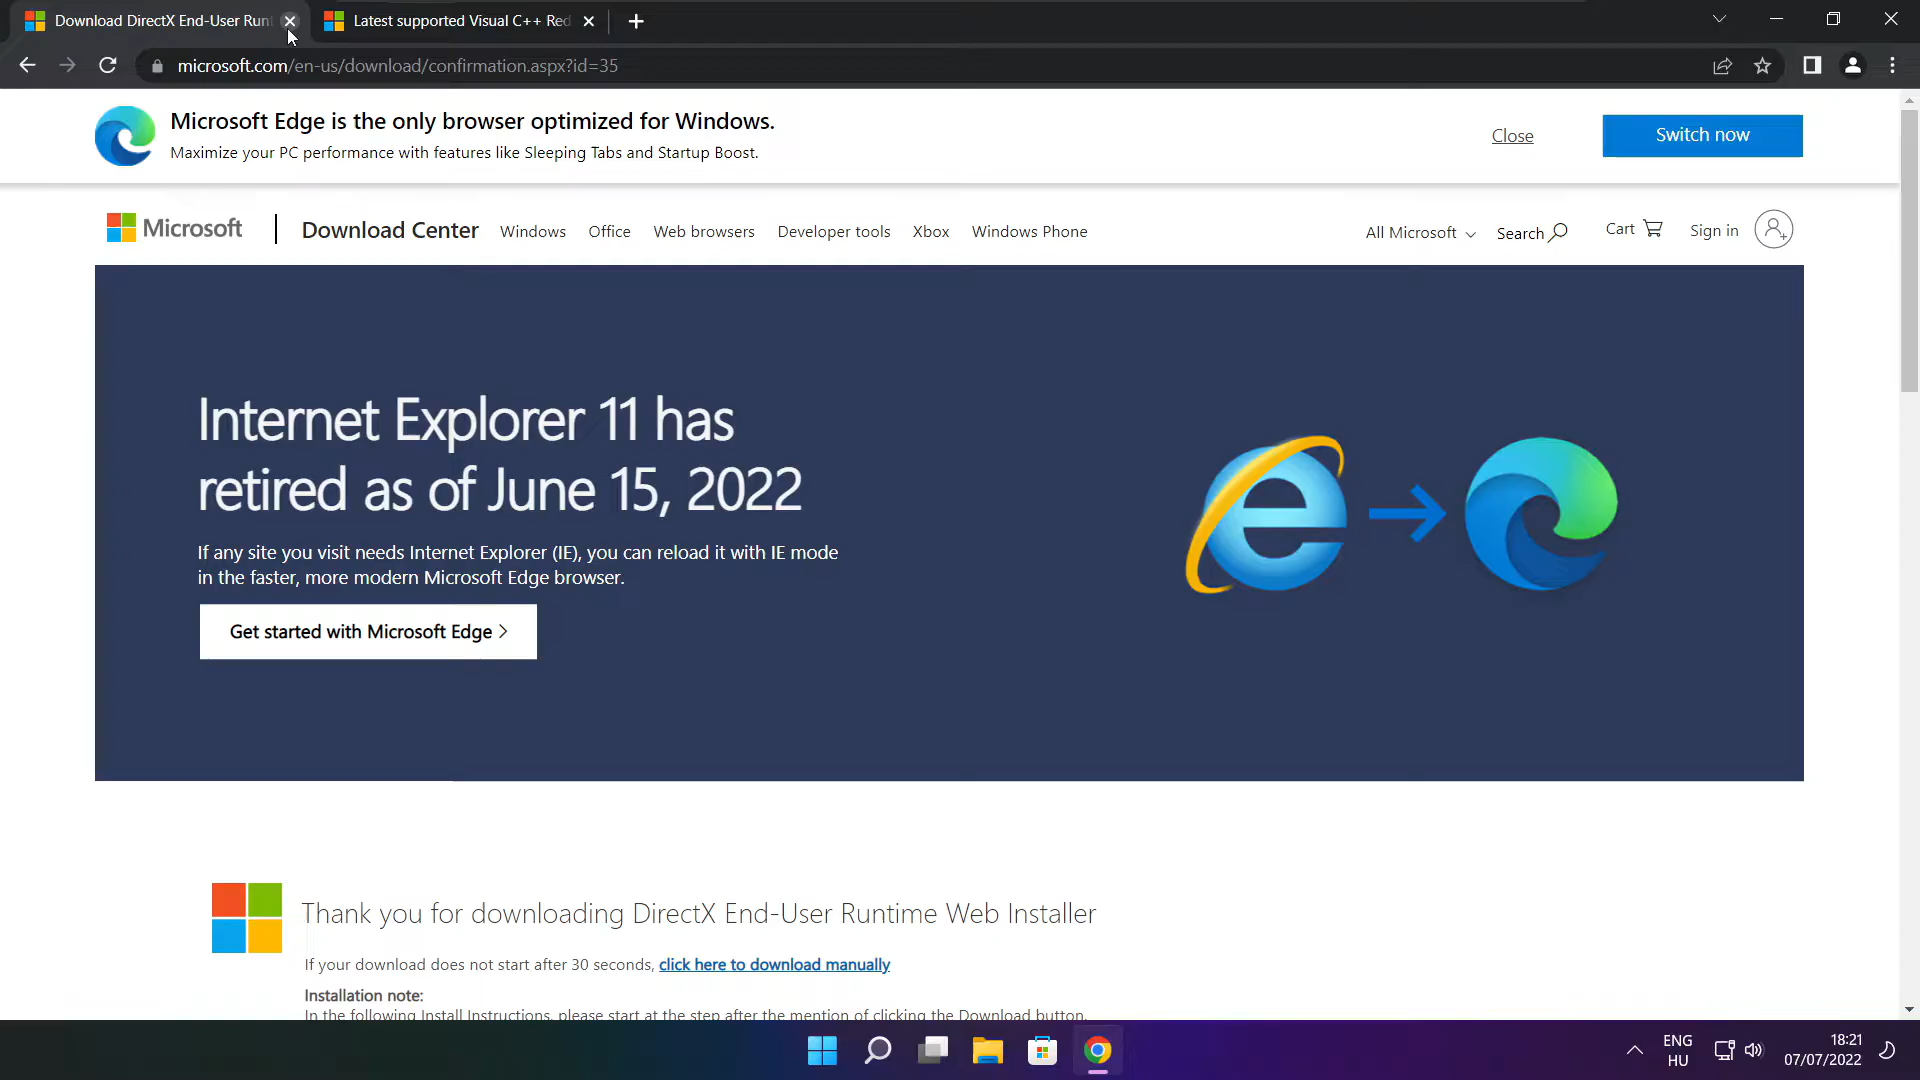 Download DirectX End-User Runt
Latest supported Visual C++ Red
microsoft.com/en-us/download/confirmation.aspx?id=35
Microsoft Edge is the only browser optimized for Windows.
Maximize your PC performance with features like Sleeping Tabs and Startup Boost.
Close
Switch now
Microsoft
Download Center
Windows
Office
Web browsers
Developer tools
Xbox
Windows Phone
All Microsoft
Search
Cart
Sign in
Internet Explorer 11 has
retired as of June 15, 2022
If any site you visit needs Internet Explorer (IE), you can reload it with IE mode
in the faster, more modern Microsoft Edge browser.
Get started with Microsoft Edge >
Thank you for downloading DirectX End-User Runtime Web Installer
If your download does not start after 30 seconds, click here to download manually
Installation note:
In the following Install Instructions, please start at the step after the mention of clicking the Download button.
ENG
HU
18:21
07/07/2022